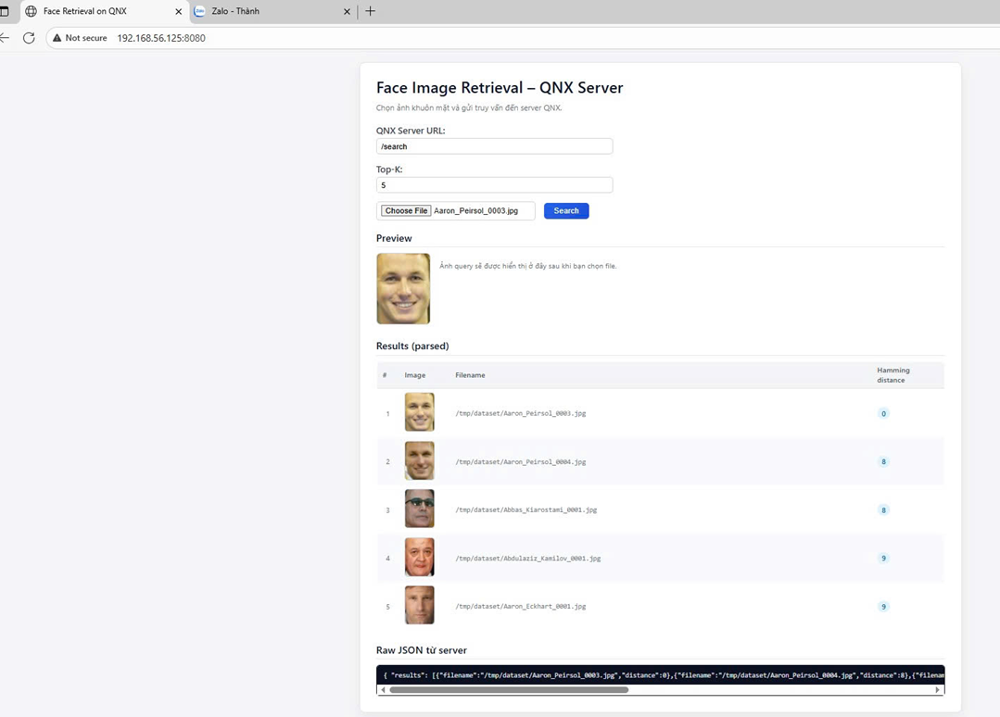 Face Retrieval on QNX
Zalo - Thành
Not secure 192.168.56.125:8080
Face Image Retrieval – QNX Server
Chọn ảnh khuôn mặt và gửi truy vấn đến server QNX.
QNX Server URL:
/search
Top-K:
5
Choose File Aaron_Peirsol_0003.jpg Search
Preview
Ảnh query sẽ được hiển thị ở đây sau khi bạn chọn file.
Results (parsed)
# Image Filename Hamming distance
1 /tmp/dataset/Aaron_Peirsol_0003.jpg 0
2 /tmp/dataset/Aaron_Peirsol_0004.jpg 8
3 /tmp/dataset/Abbas_Kiarostami_0001.jpg 8
4 /tmp/dataset/Abdulaziz_Kamilov_0001.jpg 9
5 /tmp/dataset/Aaron_Eckhart_0001.jpg 9
Raw JSON từ server
{ "results": [{"filename":"/tmp/dataset/Aaron_Peirsol_0003.jpg","distance":0},{"filename":"/tmp/dataset/Aaron_Peirsol_0004.jpg","distance":8},{"filenam